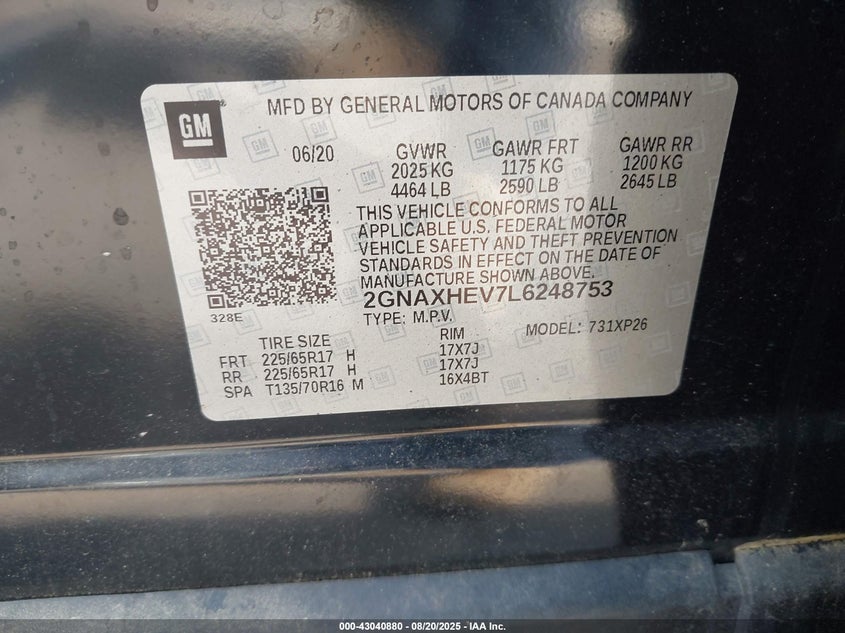 GM
MFD BY GENERAL MOTORS OF CANADA COMPANY
06/20 GVWR GAWR FRT GAWR RR
2025 KG 1175 KG 1200 KG
4464 LB 2590 LB 2645 LB
THIS VEHICLE CONFORMS TO ALL
APPLICABLE U.S. FEDERAL MOTOR
VEHICLE SAFETY AND THEFT PREVENTION
STANDARDS IN EFFECT ON THE DATE OF
MANUFACTURE SHOWN ABOVE.
328E
2GNAXHEV7L6248753
TYPE: M.P.V. MODEL: 731XP26
TIRE SIZE RIM
FRT 225/65R17 H 17X7J
RR 225/65R17 H 17X7J
SPA T135/70R16 M 16X4BT
000-43040880 - 08/20/2025 - IAA Inc.